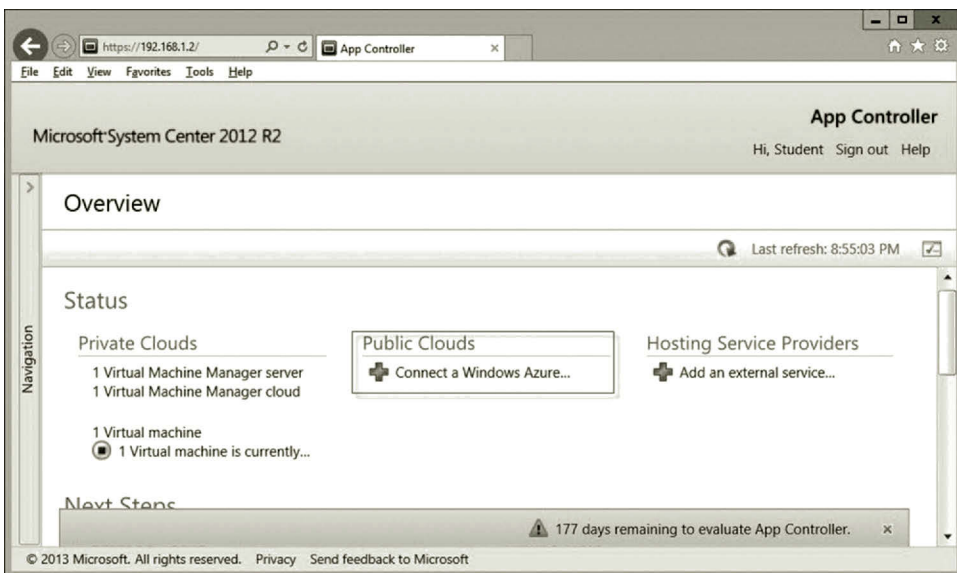 https://192.168.1.2/
App Controller
File Edit View Favorites Tools Help
Microsoft System Center 2012 R2
App Controller
Hi, Student Sign out Help
Overview
Last refresh: 8:55:03 PM
Navigation
Status
Private Clouds
1 Virtual Machine Manager server
1 Virtual Machine Manager cloud
1 Virtual machine
1 Virtual machine is currently...
Public Clouds
Connect a Windows Azure...
Hosting Service Providers
Add an external service...
Next Steps
177 days remaining to evaluate App Controller.
© 2013 Microsoft. All rights reserved. Privacy Send feedback to Microsoft